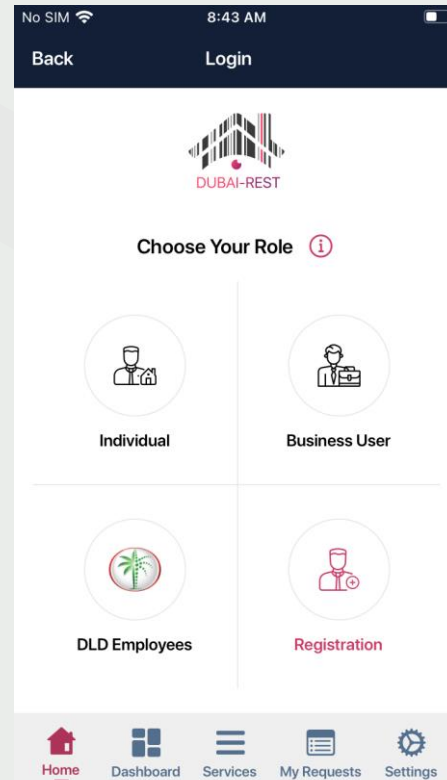 No SIM 8:43 AM
Back Login
DUBAI-REST
Choose Your Role i
Individual Business User
DLD Employees Registration
Home Dashboard Services My Requests Settings